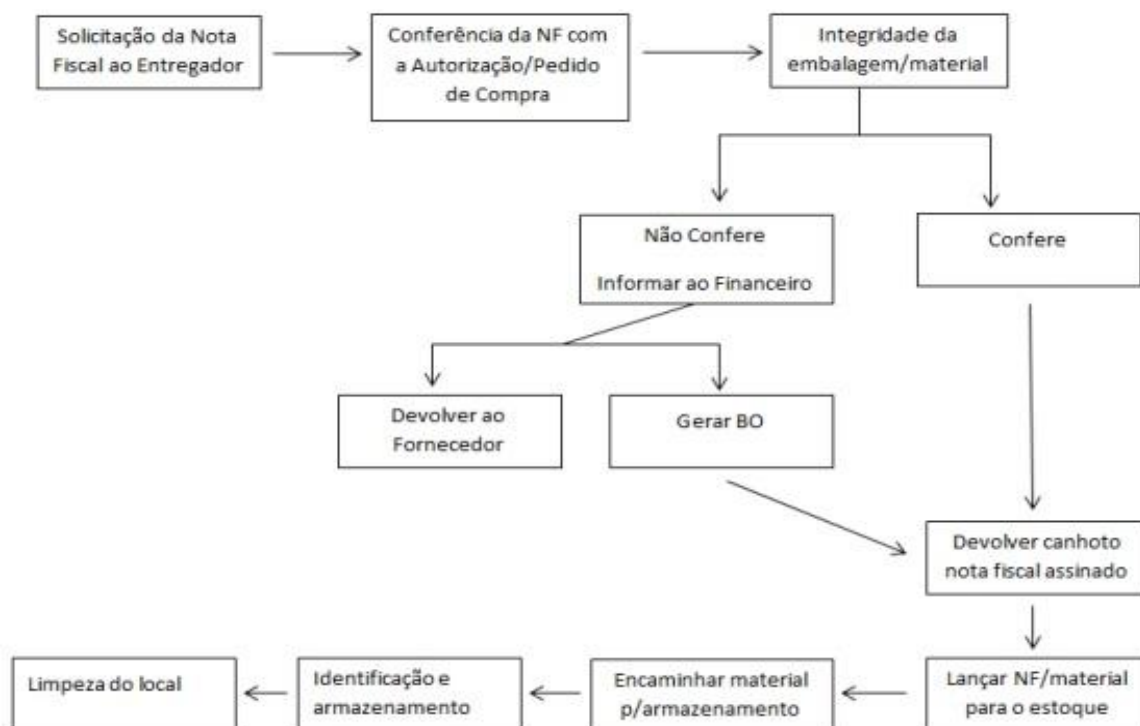 Solicitação da Nota
Fiscal ao Entregador
Conferência da NF com
a Autorização/Pedido
de Compra
Integridade da
embalagem/material
Não Confere
Informar ao Financeiro
Confere
Devolver ao
Fornecedor
Gerar BO
Devolver canhoto
nota fiscal assinado
Lançar NF/material
para o estoque
Encaminhar material
p/armazenamento
Identificação e
armazenamento
Limpeza do local